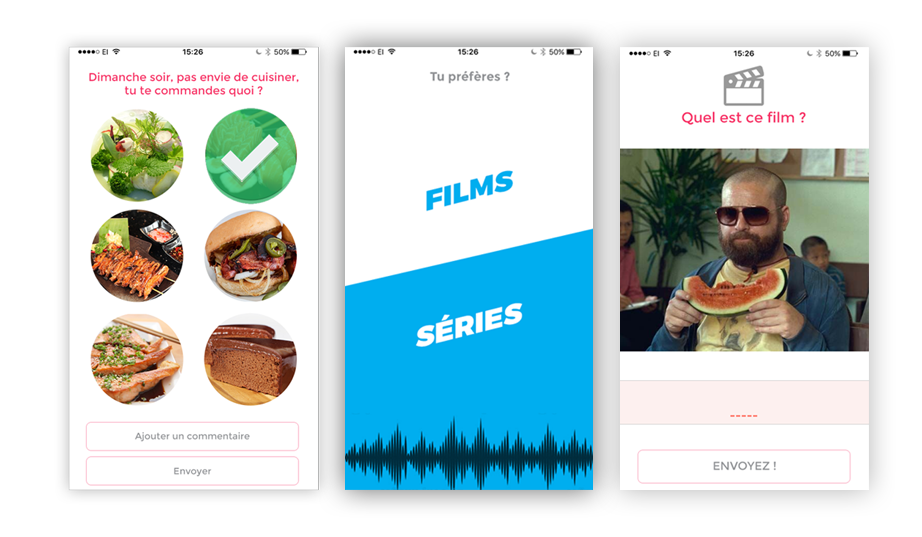 EI 15:26 50%
Dimanche soir, pas envie de cuisiner,
tu te commandes quoi ?
Ajouter un commentaire
Envoyer
EI 15:26 50%
Tu préfères ?
FILMS
SÉRIES
EI 15:26 50%
Quel est ce film ?
-----
ENVOYEZ !